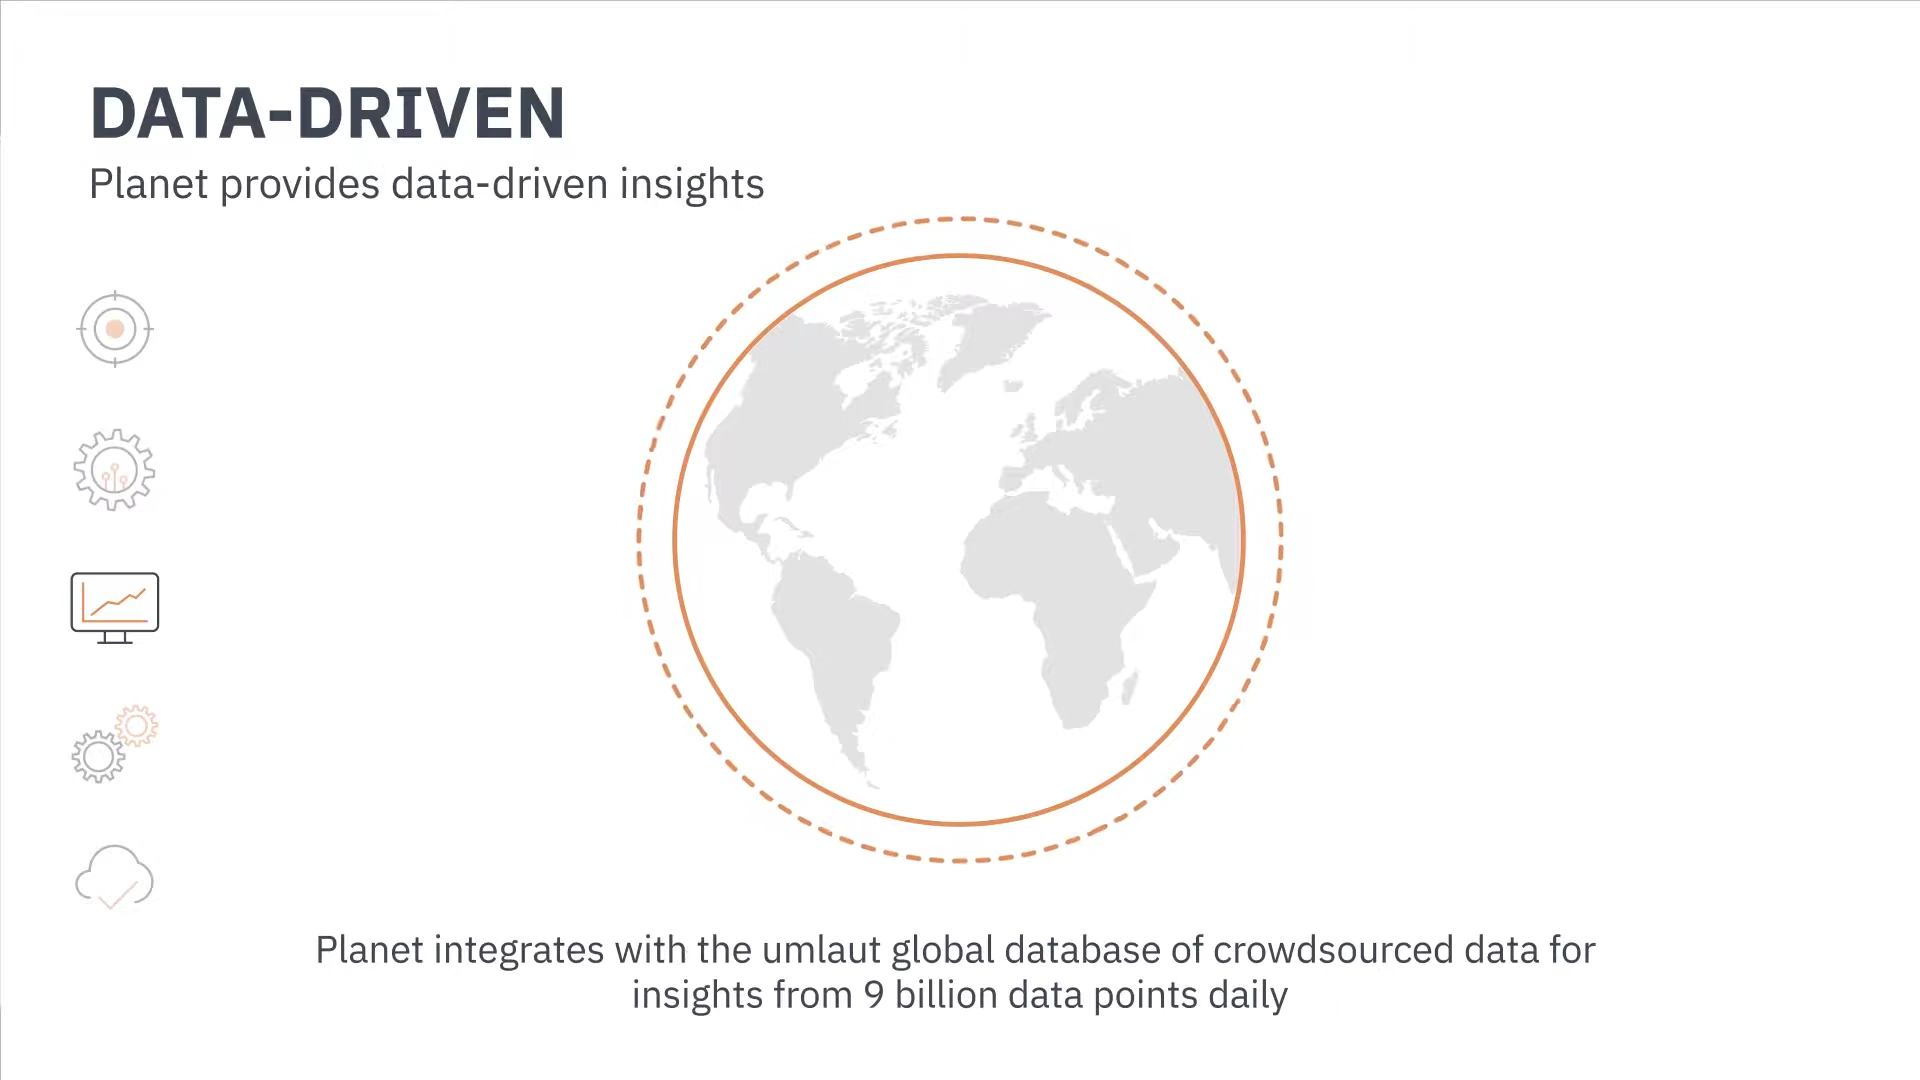 DATA-DRIVEN
Planet provides data-driven insights
Planet integrates with the umlaut global database of crowdsourced data for
insights from 9 billion data points daily